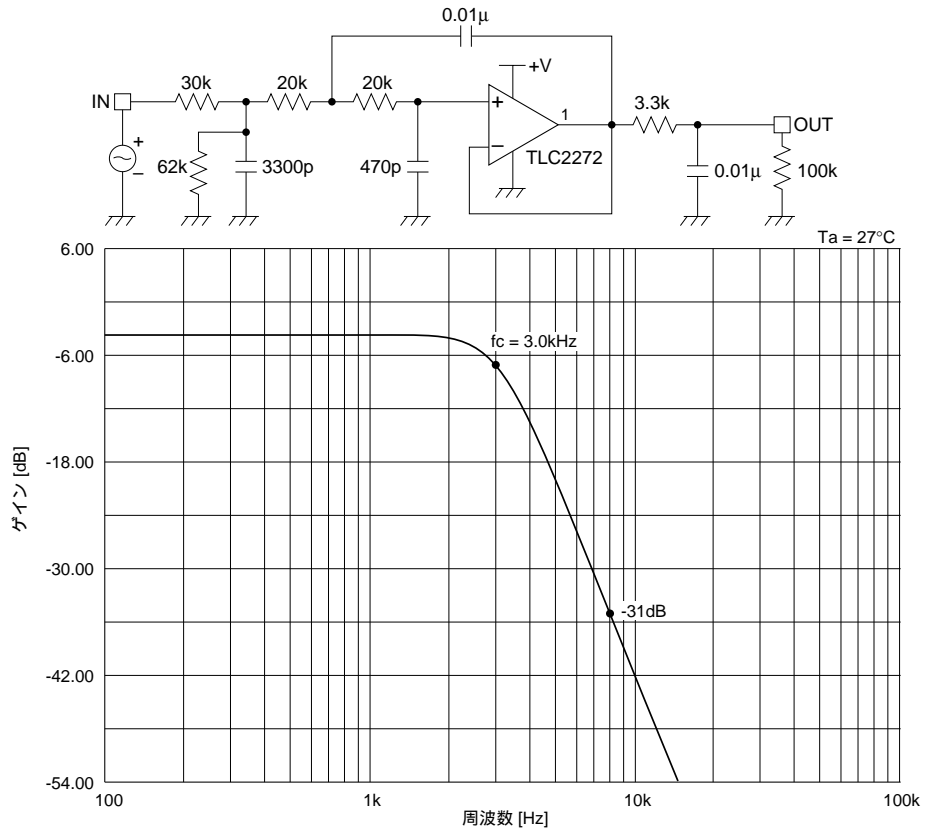 0.01μ
+V
30k
20k
20k
IN
+
+
1
3.3k
OUT
−
−
TLC2272
62k
3300p
470p
0.01μ
100k
Ta = 27°C
6.00
fc = 3.0kHz
-6.00
-18.00
ゲイン [dB]
-30.00
-31dB
-42.00
-54.00
100
1k
10k
100k
周波数 [Hz]